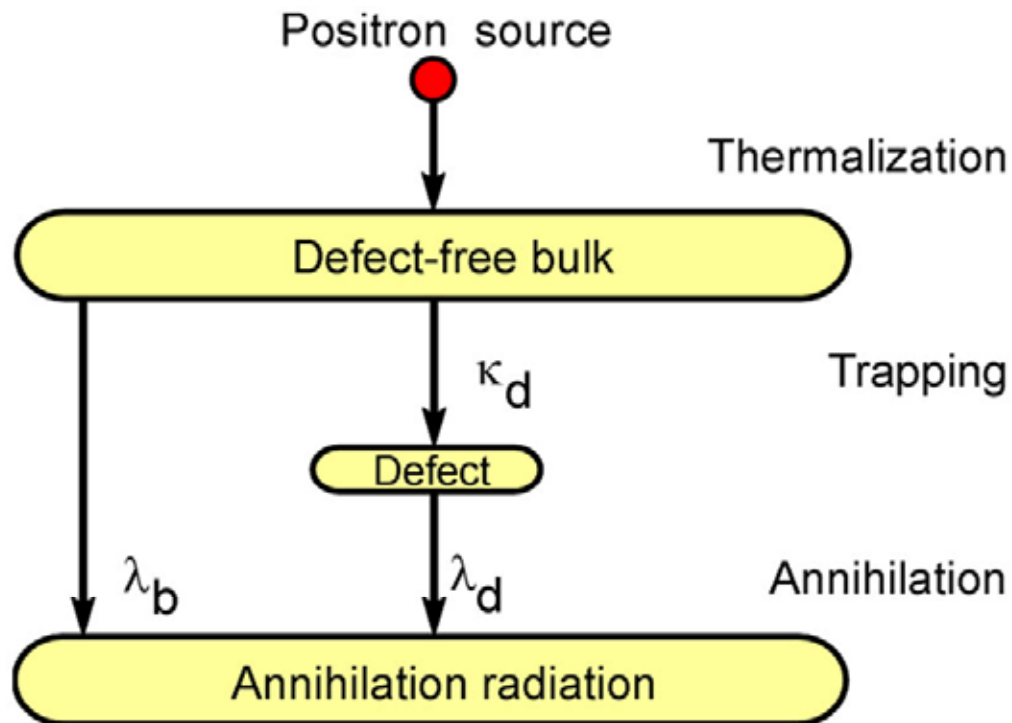 Positron source
Thermalization
Defect-free bulk
κd
Trapping
Defect
λb
λd
Annihilation
Annihilation radiation